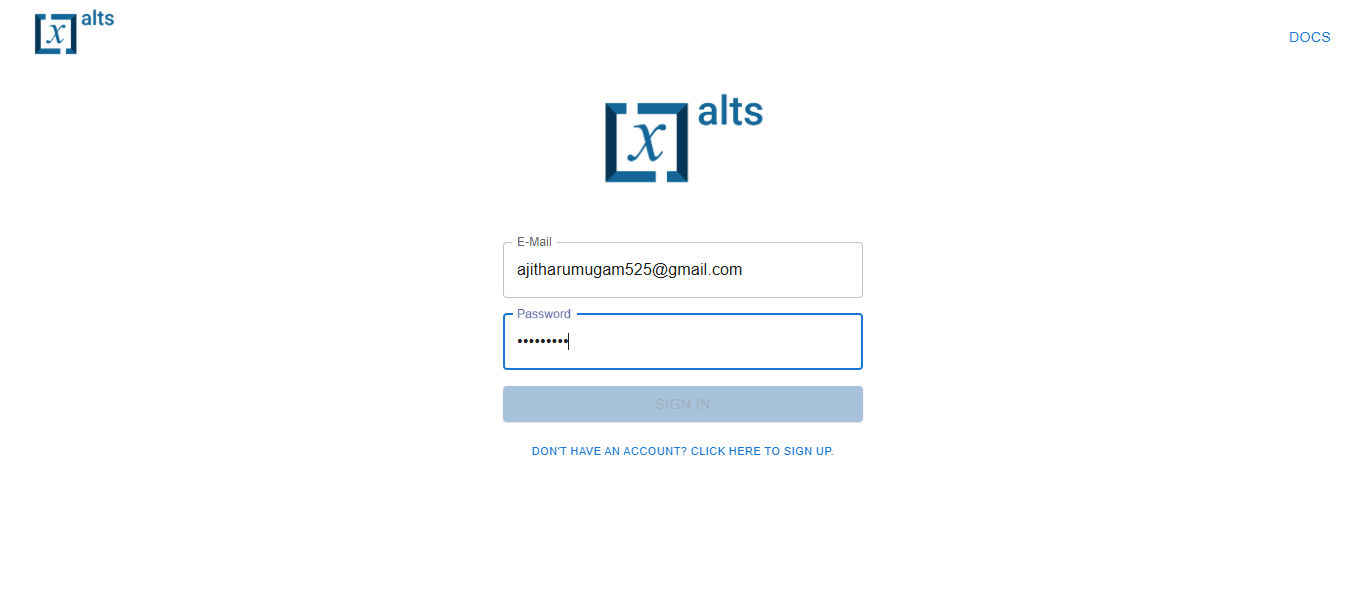 [x] alts
DOCS
[x] alts
E-Mail
ajitharumugam525@gmail.com
Password
•••••••••
SIGN IN
DON'T HAVE AN ACCOUNT? CLICK HERE TO SIGN UP.